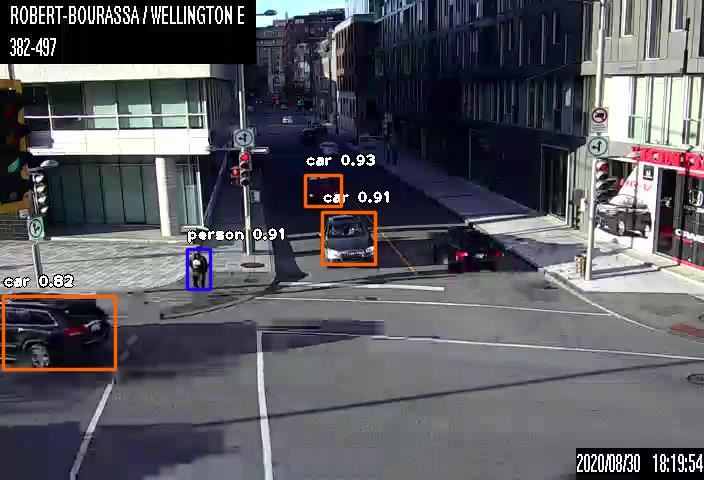 ROBERT-BOURASSA / WELLINGTON E
382-497
car 0.93
car 0.91
person 0.91
car 0.82
2020/08/30 18:19:54